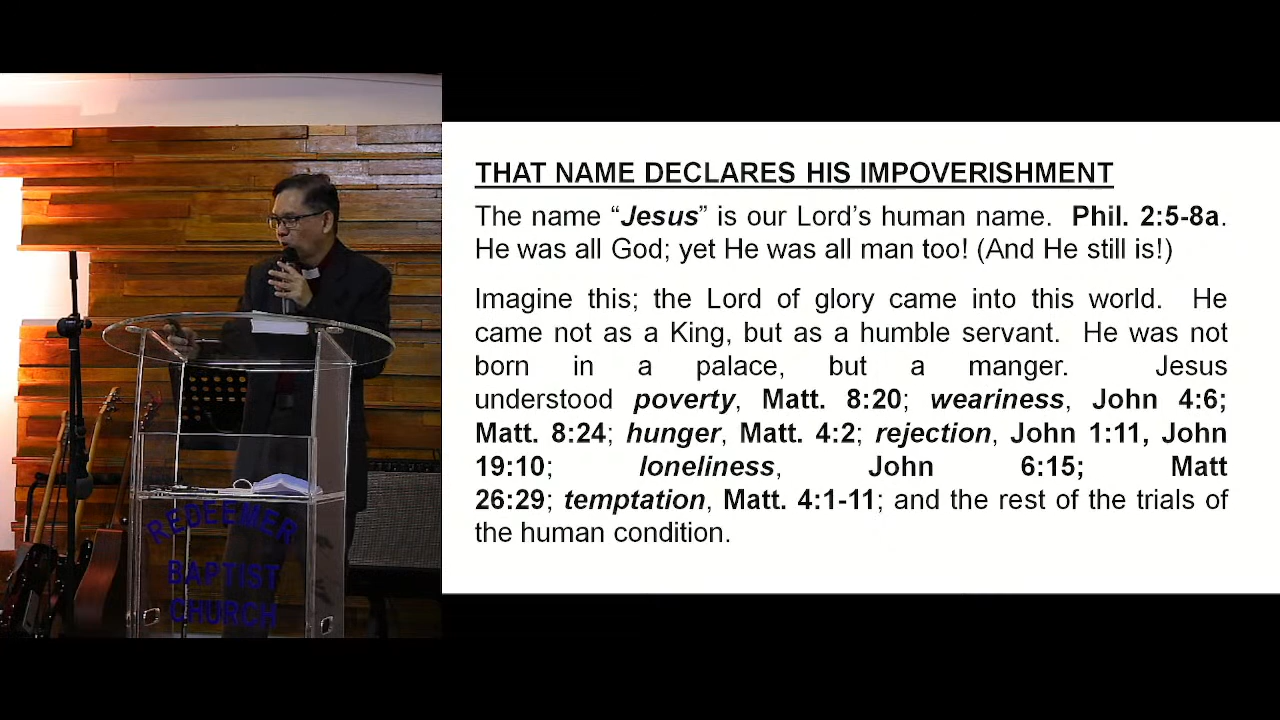 THAT NAME DECLARES HIS IMPOVERISHMENT
The name “Jesus” is our Lord’s human name. Phil. 2:5-8a.
He was all God; yet He was all man too! (And He still is!)
Imagine this; the Lord of glory came into this world. He
came not as a King, but as a humble servant. He was not
born in a palace, but a manger. Jesus
understood poverty, Matt. 8:20; weariness, John 4:6;
Matt. 8:24; hunger, Matt. 4:2; rejection, John 1:11, John
19:10; loneliness, John 6:15; Matt
26:29; temptation, Matt. 4:1-11; and the rest of the trials of
the human condition.
REDEEMER
BAPTIST
CHURCH